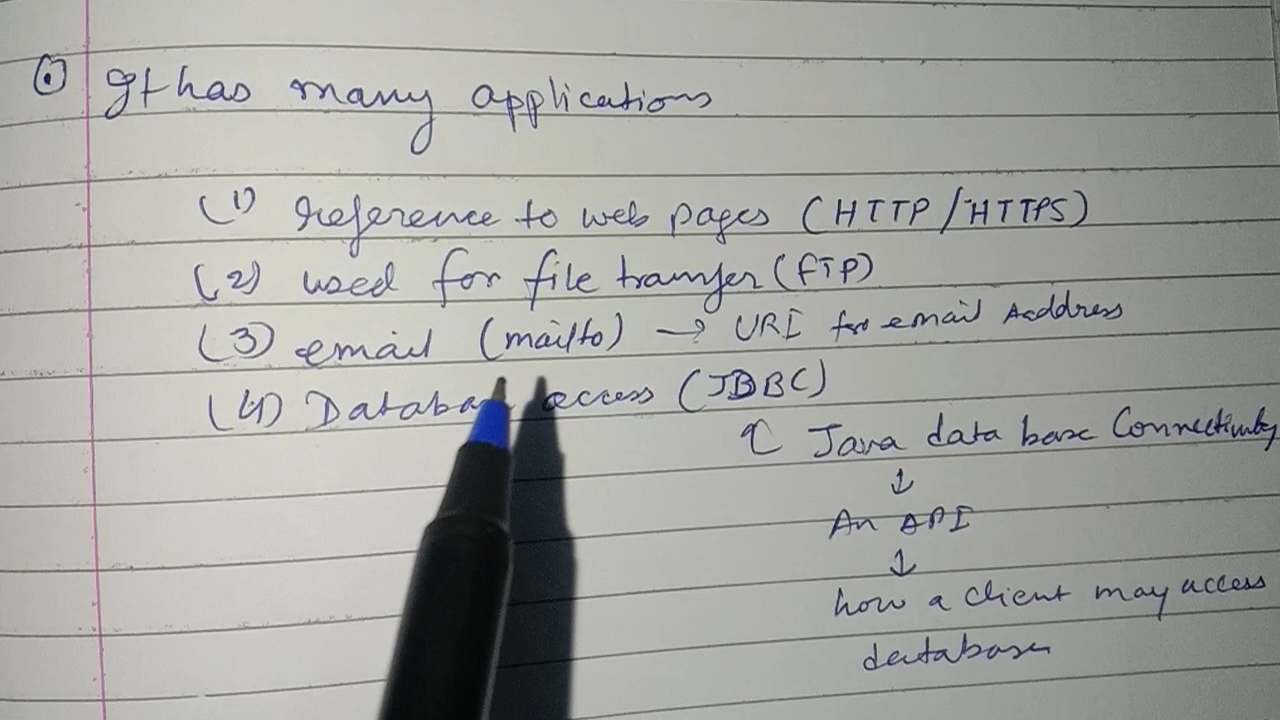 It has many applications
(1) reference to web pages (HTTP/HTTPS)
(2) used for file transfer (FTP)
(3) email (mailto) → URI for email Address
(4) Database access (JDBC)
Java data base Connectivity
↓
An API
↓
how a client may access
database